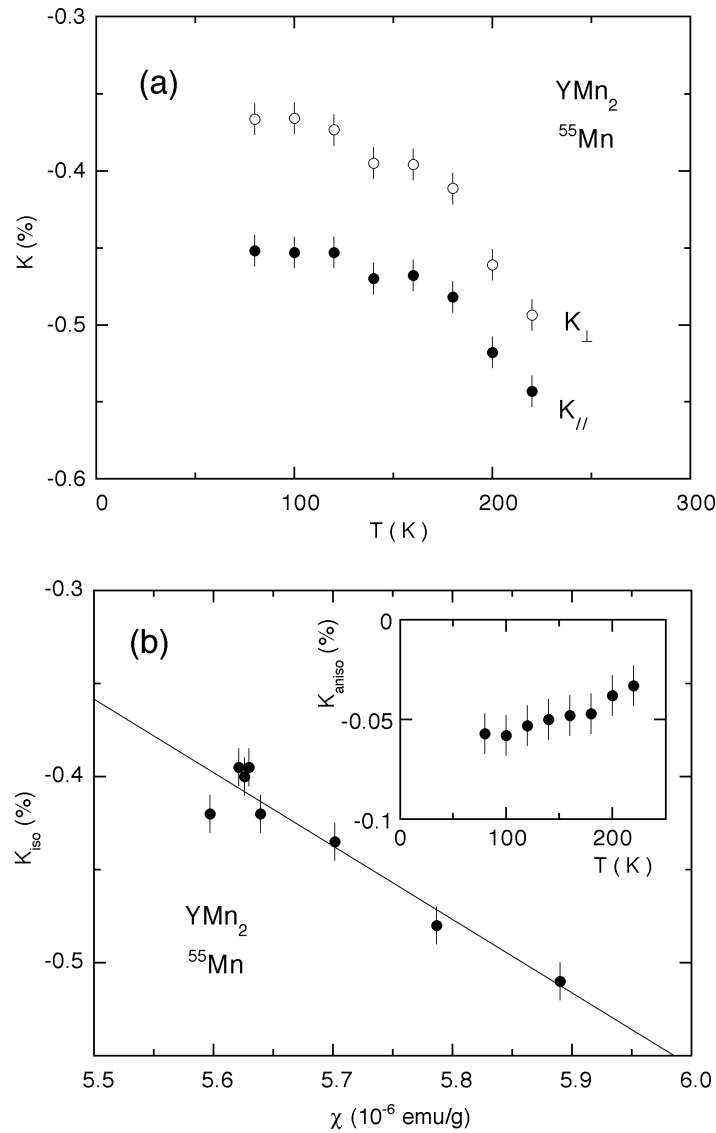 -0.3
(a)
YMn₂
⁵⁵Mn
-0.4
K (%)
-0.5
K⊥
K//
-0.6
0 100 200 300
T ( K )
-0.3
(b)
0
K_aniso (%)
-0.05
-0.1
0 100 200
T ( K )
-0.4
K_iso (%)
YMn₂
⁵⁵Mn
-0.5
5.5 5.6 5.7 5.8 5.9 6.0
χ (10⁻⁶ emu/g)